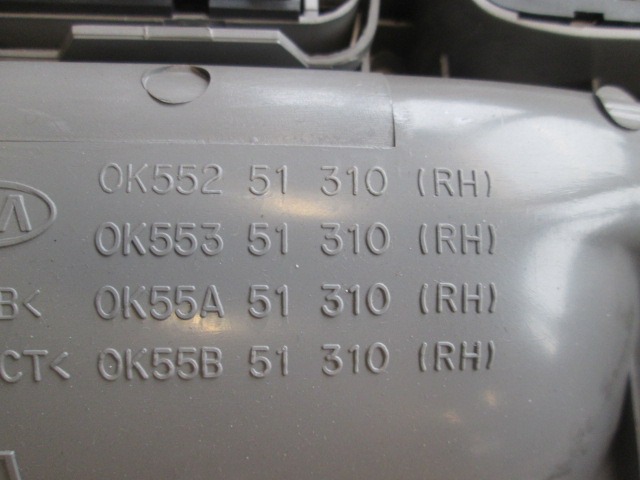 0K552 51 310 (RH)
0K553 51 310 (RH)
B< 0K55A 51 310 (RH)
CT< 0K55B 51 310 (RH)